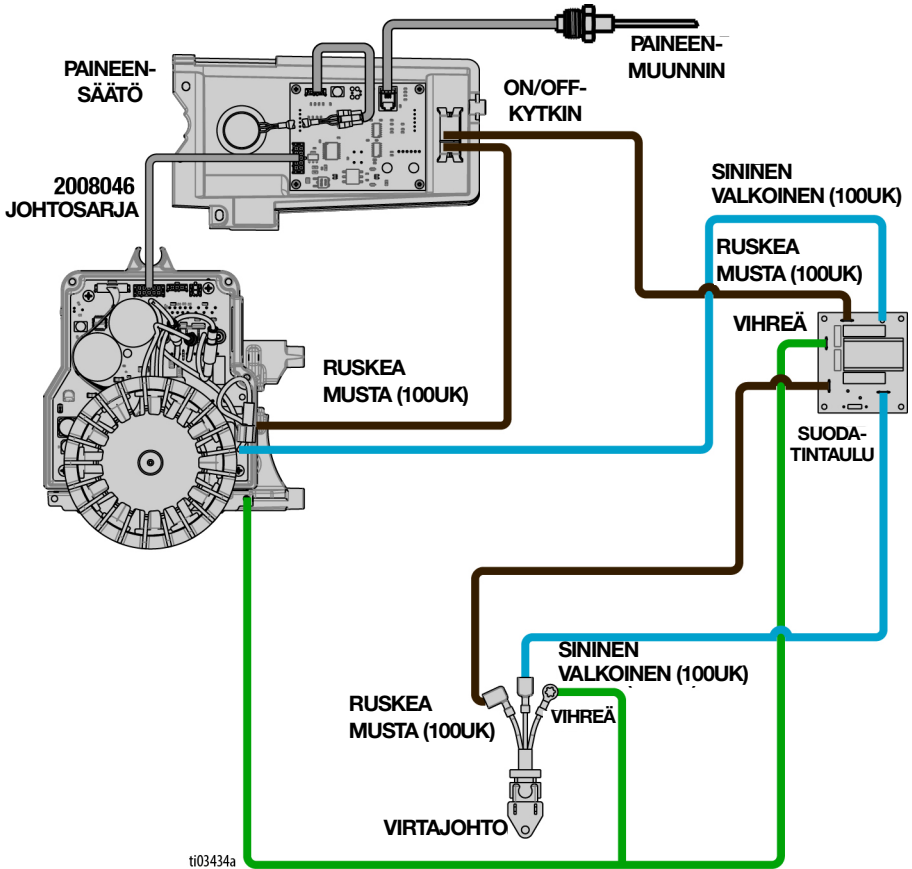 PAINEEN-
MUUNNIN
PAINEEN-
SÄÄTÖ
ON/OFF-
KYTKIN
2008046
JOHTOSARJA
SININEN
VALKOINEN (100UK)
RUSKEA
MUSTA (100UK)
VIHREÄ
RUSKEA
MUSTA (100UK)
SUODA-
TINTAULU
SININEN
VALKOINEN (100UK)
RUSKEA
MUSTA (100UK)
VIHREÄ
VIRTAJOHTO
ti03434a